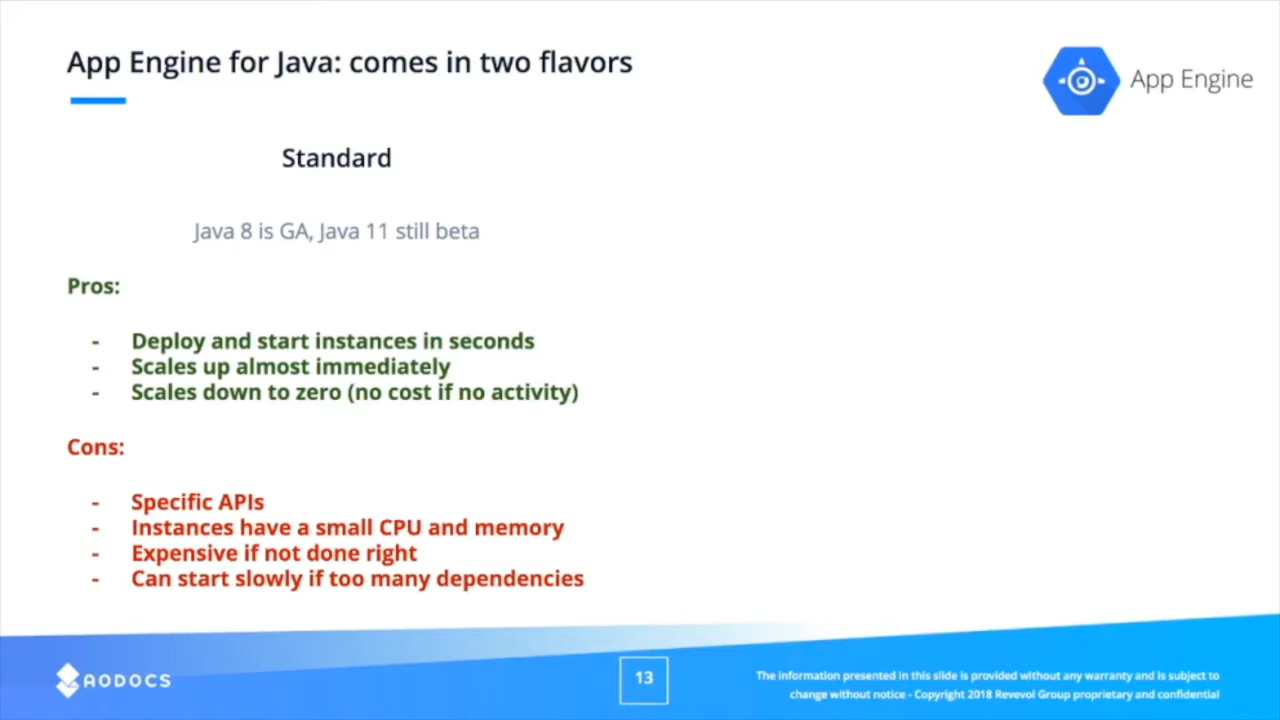 App Engine for Java: comes in two flavors
App Engine
Standard
Java 8 is GA, Java 11 still beta
Pros:
- Deploy and start instances in seconds
- Scales up almost immediately
- Scales down to zero (no cost if no activity)
Cons:
- Specific APIs
- Instances have a small CPU and memory
- Expensive if not done right
- Can start slowly if too many dependencies
AODOCS
13
The information presented in this slide is provided without any warranty and is subject to
change without notice - Copyright 2018 Revevol Group proprietary and confidential